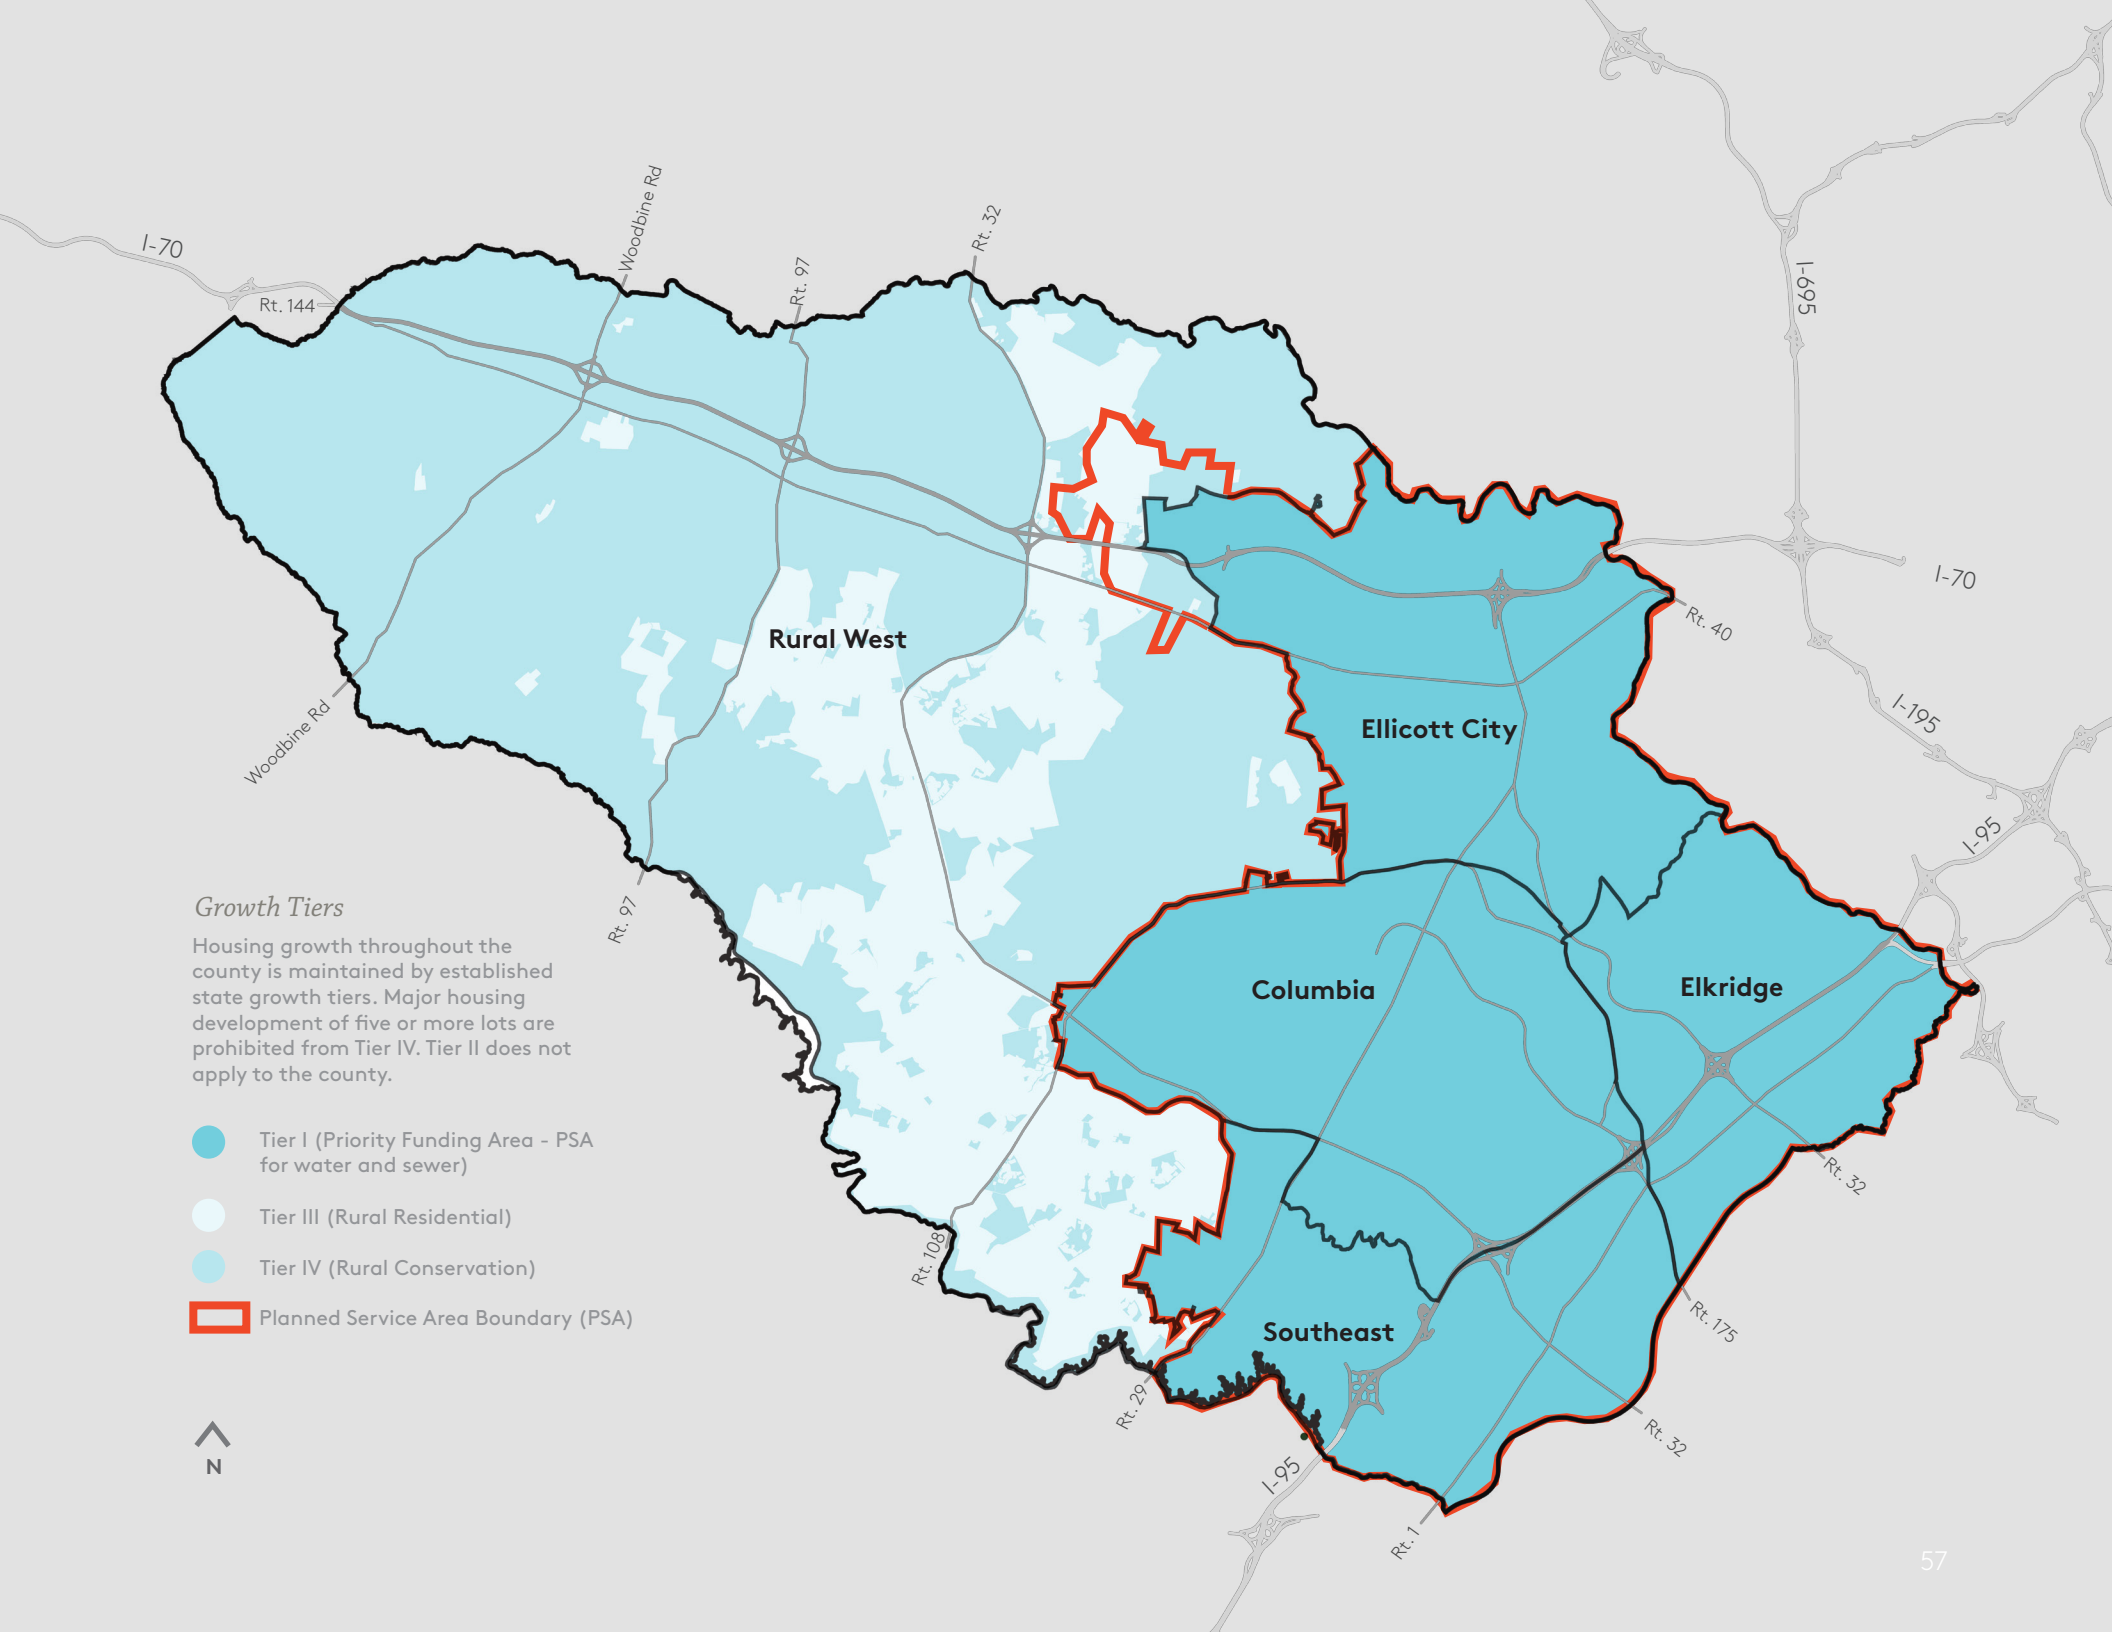 Woodbine Rd
Rt. 32
I-70
Rt. 97
Rt. 144
I-695
I-70
Rt. 40
Rural West
Ellicott City
I-195
Woodbine Rd
I-95
Rt. 97
Columbia
Elkridge
Rt. 32
Rt. 108
Southeast
Rt. 175
Rt. 29
Rt. 32
I-95
Rt. 1
Growth Tiers
Housing growth throughout the
county is maintained by established
state growth tiers. Major housing
development of five or more lots are
prohibited from Tier IV. Tier II does not
apply to the county.
Tier I (Priority Funding Area - PSA
for water and sewer)
Tier III (Rural Residential)
Tier IV (Rural Conservation)
Planned Service Area Boundary (PSA)
N
57